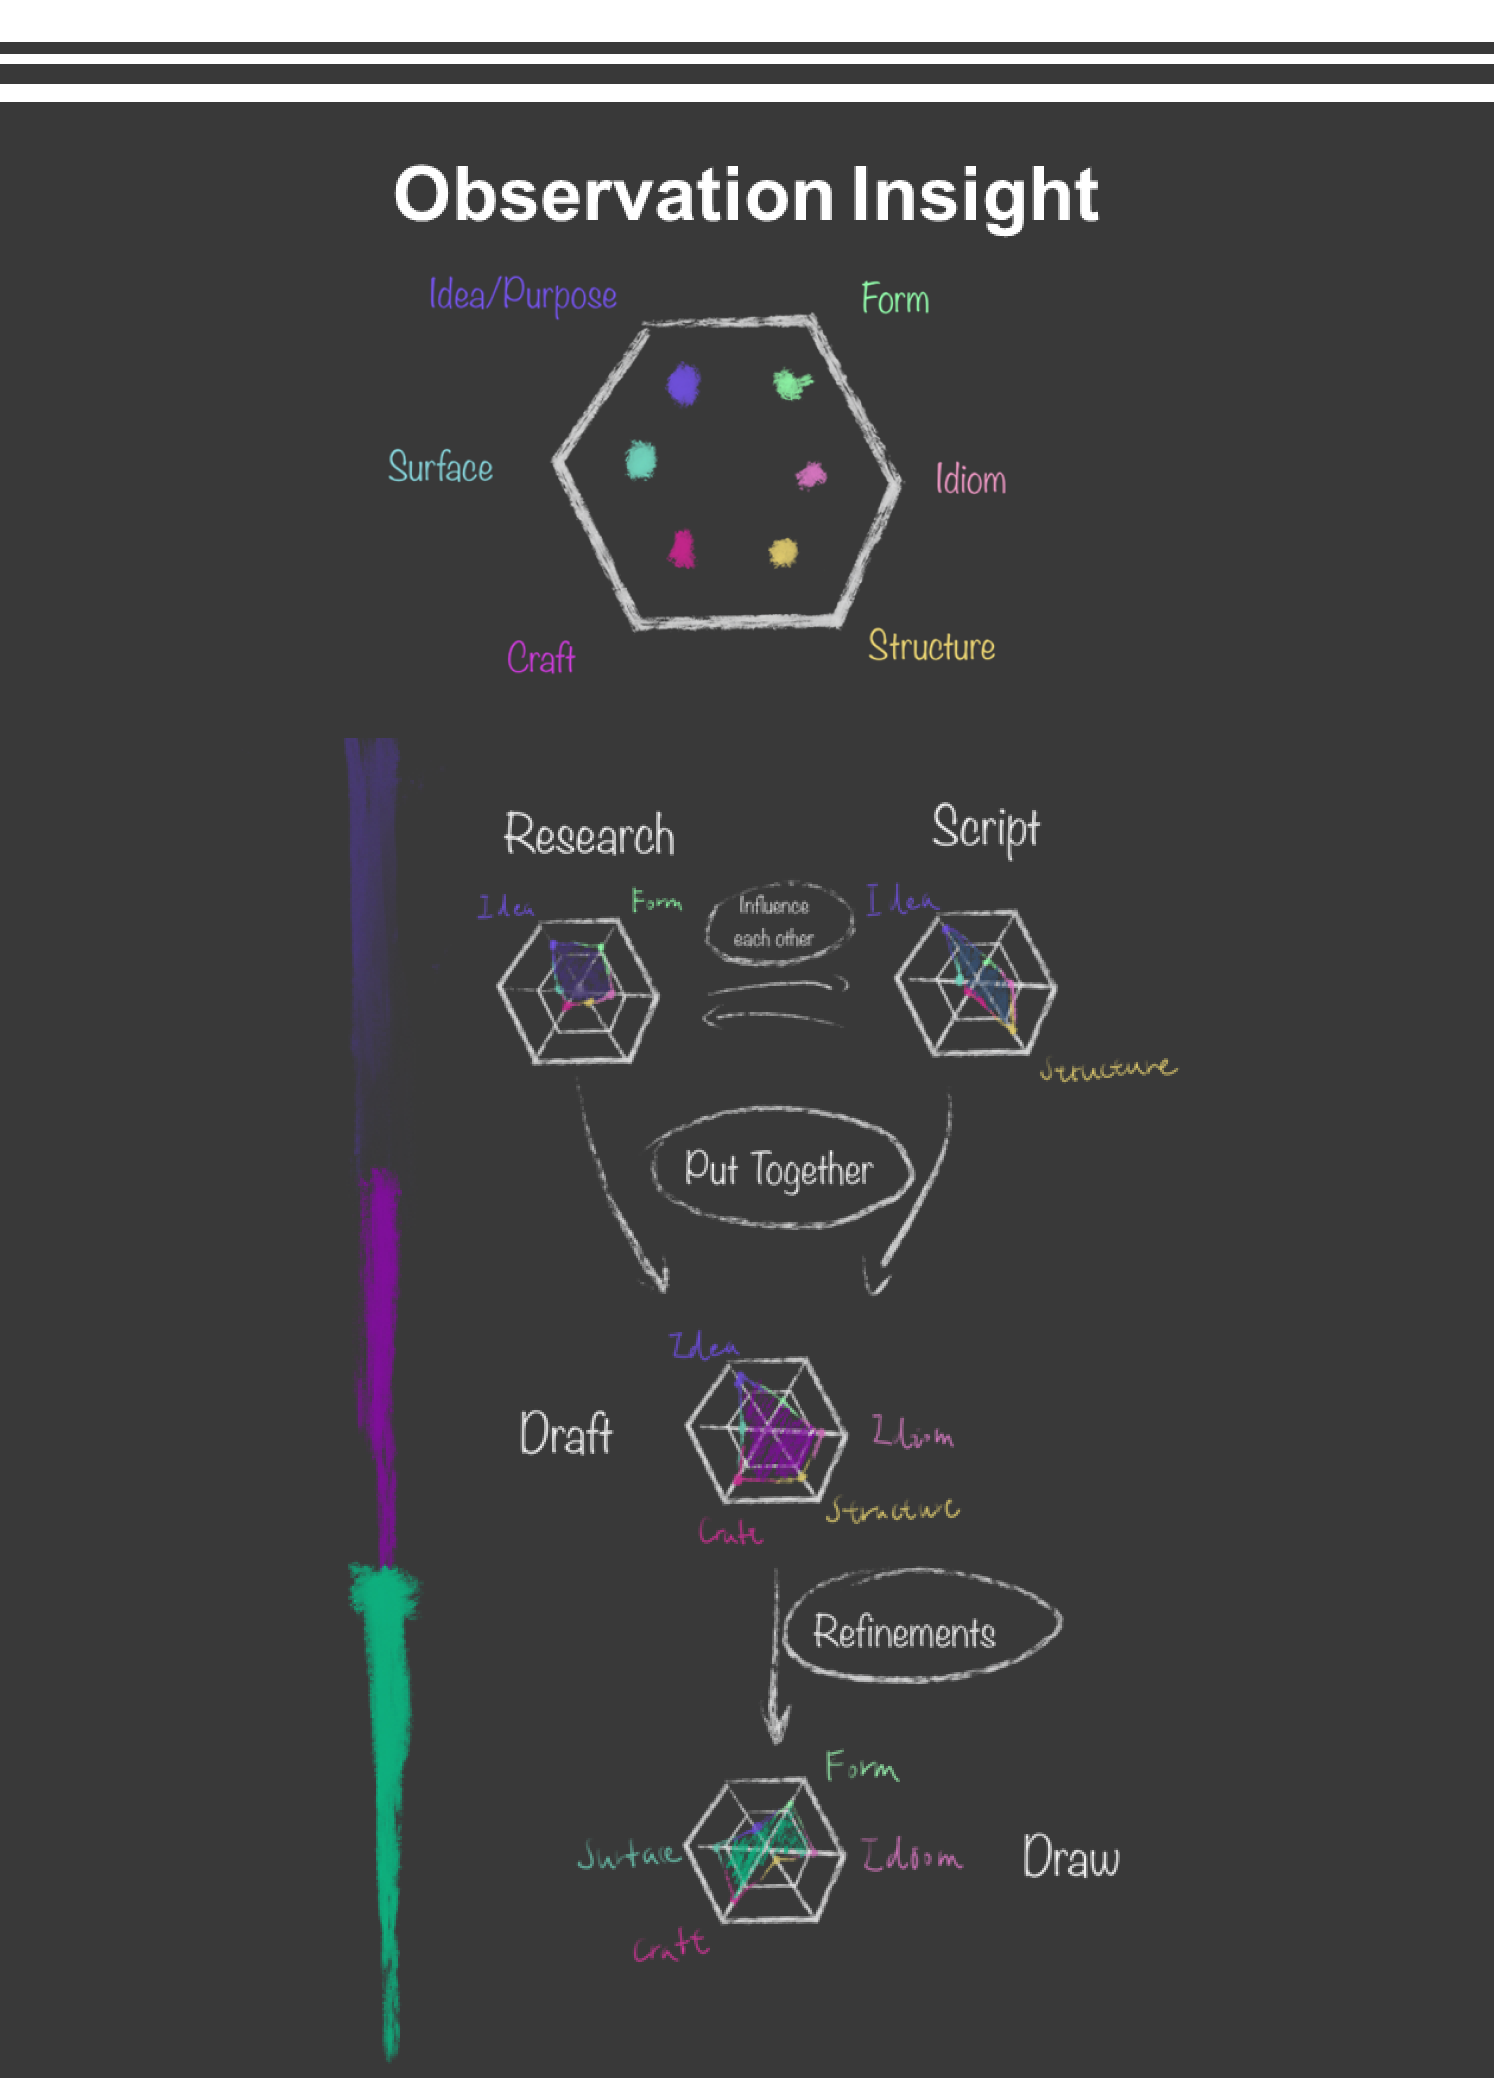 Observation Insight
Idea/Purpose
Form
Surface
Idiom
Craft
Structure
Research
Script
Idea
Form
Influence
each other
Idea
Structure
Put Together
Idea
Draft
Idiom
Structure
Craft
Refinements
Form
Surface
Idiom
Draw
Craft